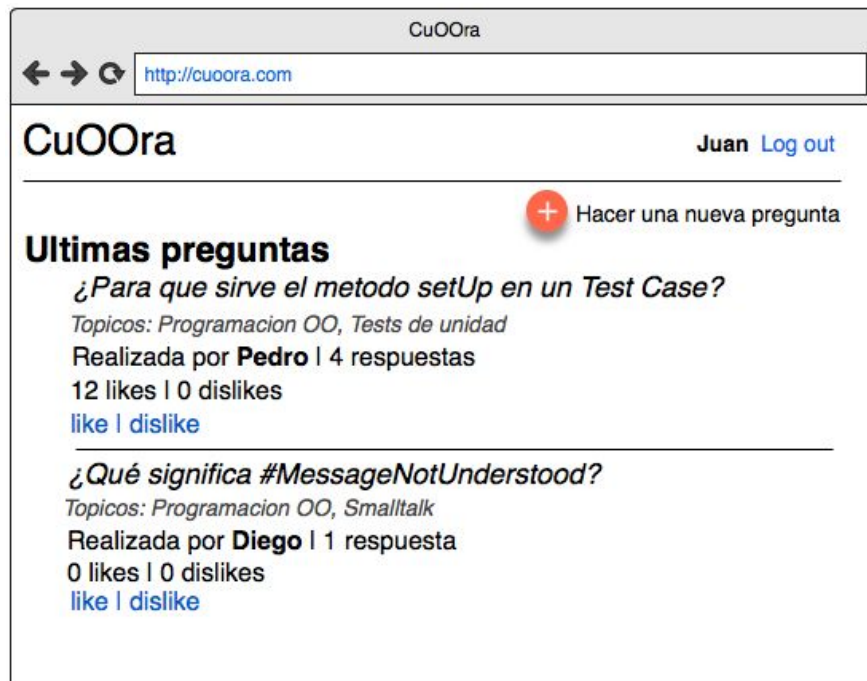 CuOOra
http://cuoora.com
CuOOra
Juan Log out
+ Hacer una nueva pregunta
Ultimas preguntas
¿Para que sirve el metodo setUp en un Test Case?
Topicos: Programacion OO, Tests de unidad
Realizada por Pedro | 4 respuestas
12 likes | 0 dislikes
like | dislike
¿Qué significa #MessageNotUnderstood?
Topicos: Programacion OO, Smalltalk
Realizada por Diego | 1 respuesta
0 likes | 0 dislikes
like | dislike